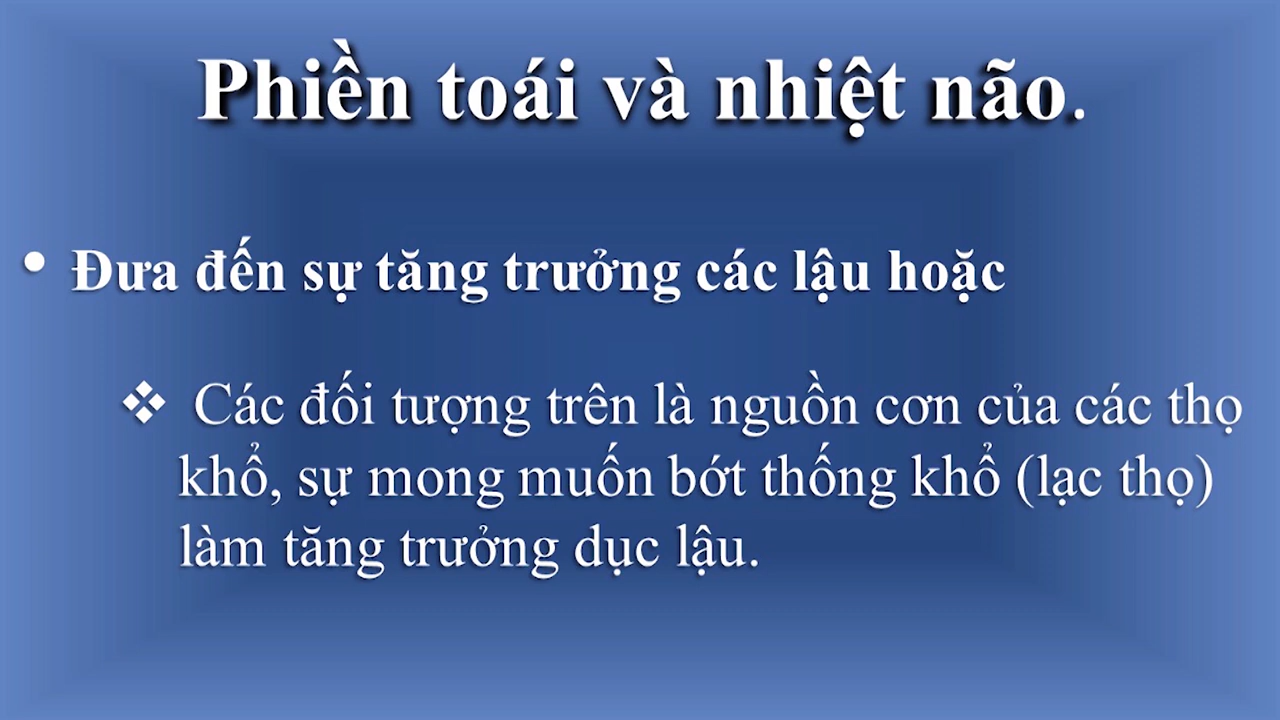 Phiền toái và nhiệt não.
• Đưa đến sự tăng trưởng các lậu hoặc
❖ Các đối tượng trên là nguồn cơn của các thọ
khổ, sự mong muốn bớt thống khổ (lạc thọ)
làm tăng trưởng dục lậu.